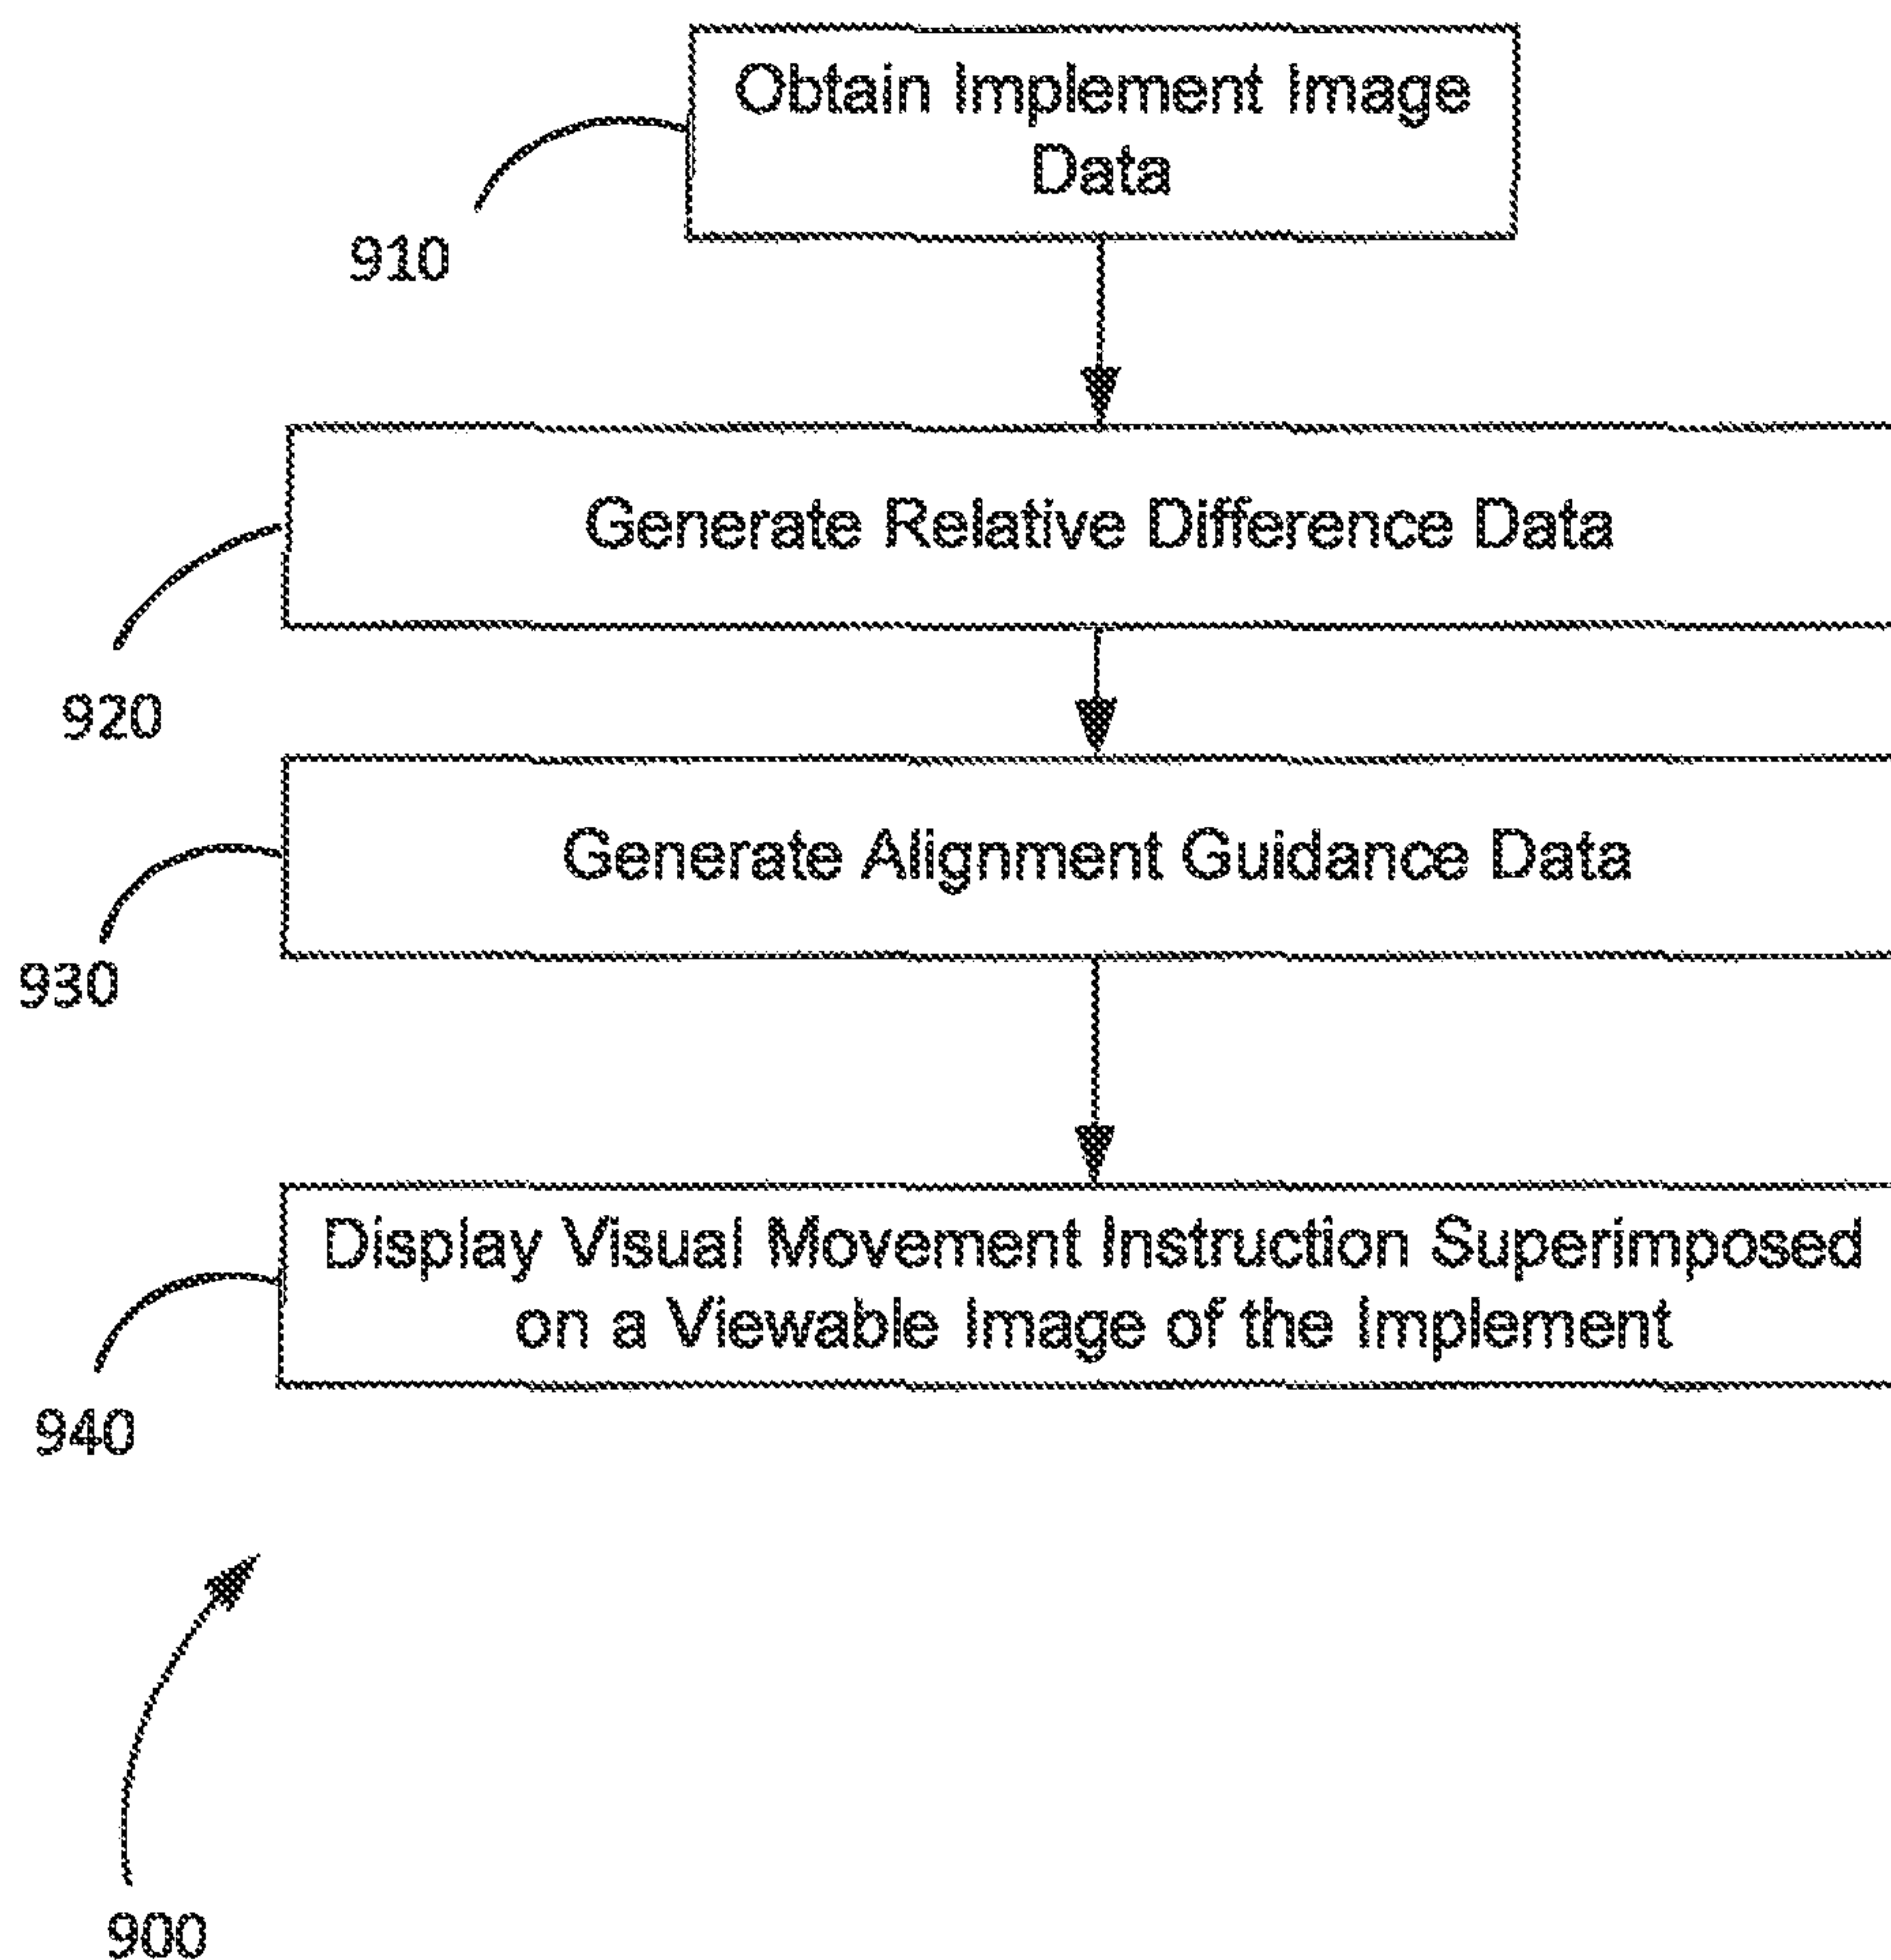 Obtain Implement Image
Data
910
Generate Relative Difference Data
920
Generate Alignment Guidance Data
930
Display Visual Movement Instruction Superimposed
on a Viewable Image of the Implement
940
900